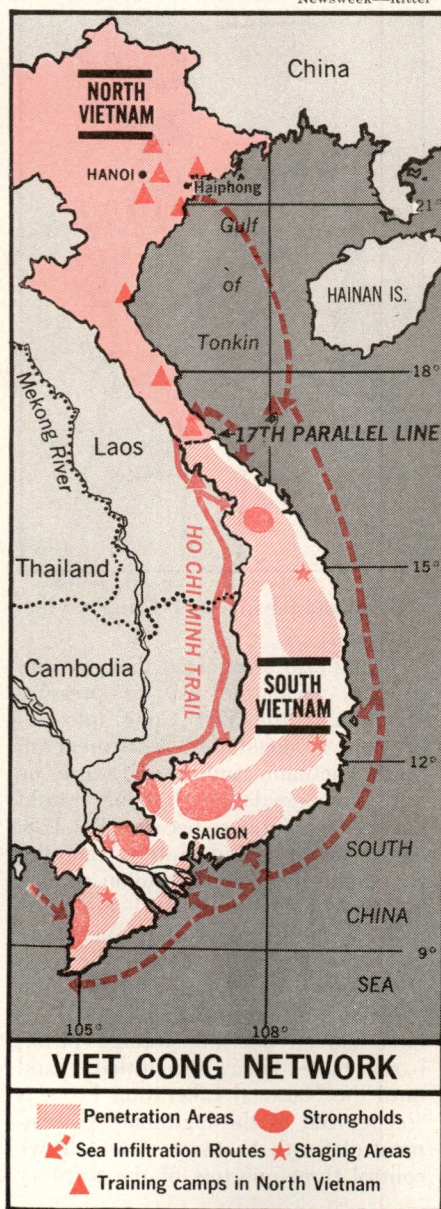 Newsweek—Ritter
China
NORTH
VIETNAM
HANOI
Haiphong
21°
Gulf
of
Tonkin
HAINAN IS.
18°
17TH PARALLEL LINE
Mekong River
Laos
HO CHI MINH TRAIL
15°
Thailand
Cambodia
SOUTH
VIETNAM
12°
SAIGON
SOUTH
CHINA
SEA
9°
105°
108°
VIET CONG NETWORK
Penetration Areas
Strongholds
Sea Infiltration Routes
Staging Areas
Training camps in North Vietnam